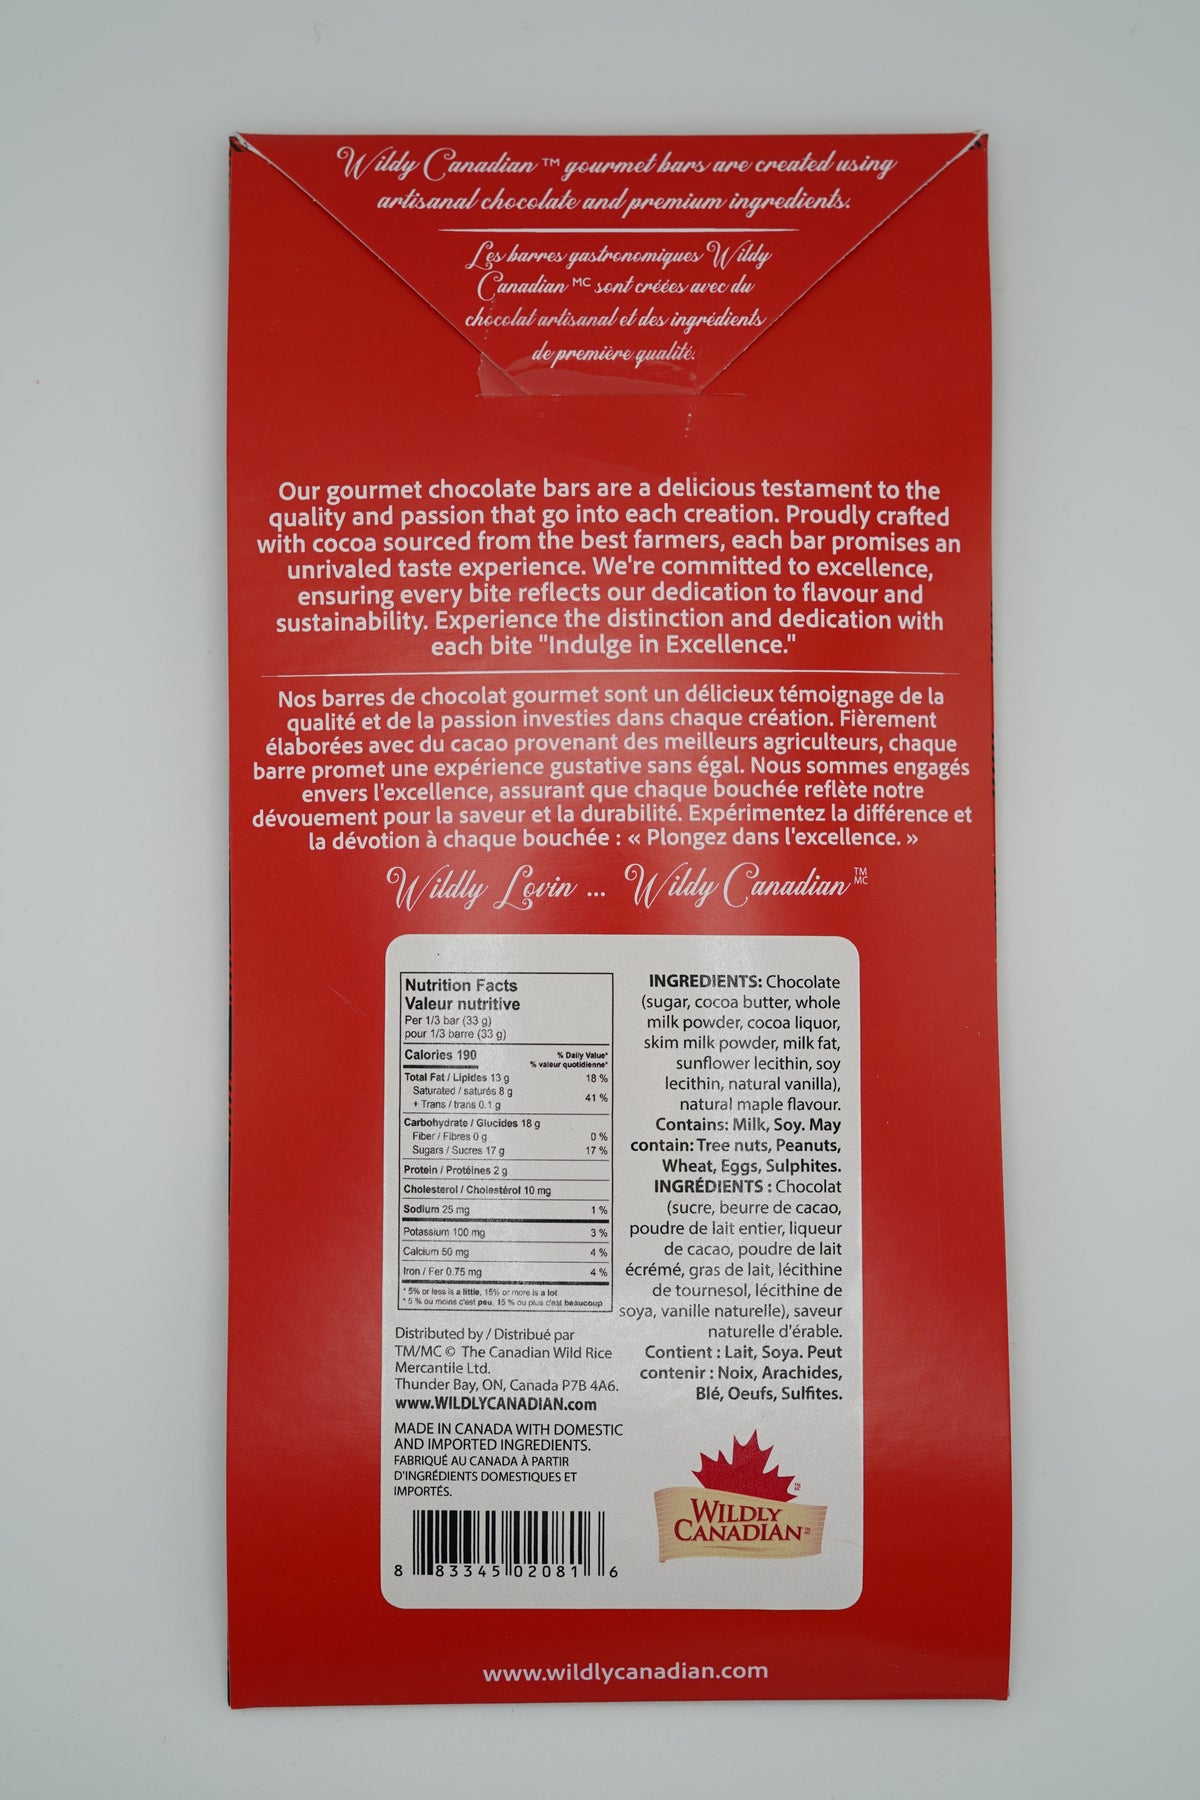 Wildy Canadian ™ gourmet bars are created using
artisanal chocolate and premium ingredients.
Les barres gastronomiques Wildy
Canadian MC sont créées avec du
chocolat artisanal et des ingrédients
de première qualité.
Our gourmet chocolate bars are a delicious testament to the
quality and passion that go into each creation. Proudly crafted
with cocoa sourced from the best farmers, each bar promises an
unrivaled taste experience. We're committed to excellence,
ensuring every bite reflects our dedication to flavour and
sustainability. Experience the distinction and dedication with
each bite "Indulge in Excellence."
Nos barres de chocolat gourmet sont un délicieux témoignage de la
qualité et de la passion investies dans chaque création. Fièrement
élaborées avec du cacao provenant des meilleurs agriculteurs, chaque
barre promet une expérience gustative sans égal. Nous sommes engagés
envers l'excellence, assurant que chaque bouchée reflète notre
dévouement pour la saveur et la durabilité. Expérimentez la différence et
la dévotion à chaque bouchée : « Plongez dans l'excellence. »
Wildly Lovin ... Wildy Canadian TM MC
Nutrition Facts
Valeur nutritive
Per 1/3 bar (33 g)
pour 1/3 barre (33 g)
Calories 190 % Daily Value*
% valeur quotidienne*
Total Fat / Lipides 13 g 18 %
Saturated / saturés 8 g
+ Trans / trans 0.1 g 41 %
Carbohydrate / Glucides 18 g
Fiber / Fibres 0 g 0 %
Sugars / Sucres 17 g 17 %
Protein / Protéines 2 g
Cholesterol / Cholestérol 10 mg
Sodium 25 mg 1 %
Potassium 100 mg 3 %
Calcium 50 mg 4 %
Iron / Fer 0.75 mg 4 %
* 5% or less is a little, 15% or more is a lot
* 5 % ou moins c'est peu, 15 % ou plus c'est beaucoup
Distributed by / Distribué par
TM/MC © The Canadian Wild Rice
Mercantile Ltd.
Thunder Bay, ON, Canada P7B 4A6.
www.WILDLYCANADIAN.com
MADE IN CANADA WITH DOMESTIC
AND IMPORTED INGREDIENTS.
FABRIQUÉ AU CANADA À PARTIR
D'INGRÉDIENTS DOMESTIQUES ET
IMPORTÉS.
8 83345 02081 6
INGREDIENTS: Chocolate
(sugar, cocoa butter, whole
milk powder, cocoa liquor,
skim milk powder, milk fat,
sunflower lecithin, soy
lecithin, natural vanilla),
natural maple flavour.
Contains: Milk, Soy. May
contain: Tree nuts, Peanuts,
Wheat, Eggs, Sulphites.
INGRÉDIENTS : Chocolat
(sucre, beurre de cacao,
poudre de lait entier, liqueur
de cacao, poudre de lait
écrémé, gras de lait, lécithine
de tournesol, lécithine de
soya, vanille naturelle), saveur
naturelle d'érable.
Contient : Lait, Soya. Peut
contenir : Noix, Arachides,
Blé, Oeufs, Sulfites.
TM MC
WILDLY
CANADIAN TM MC
www.wildlycanadian.com